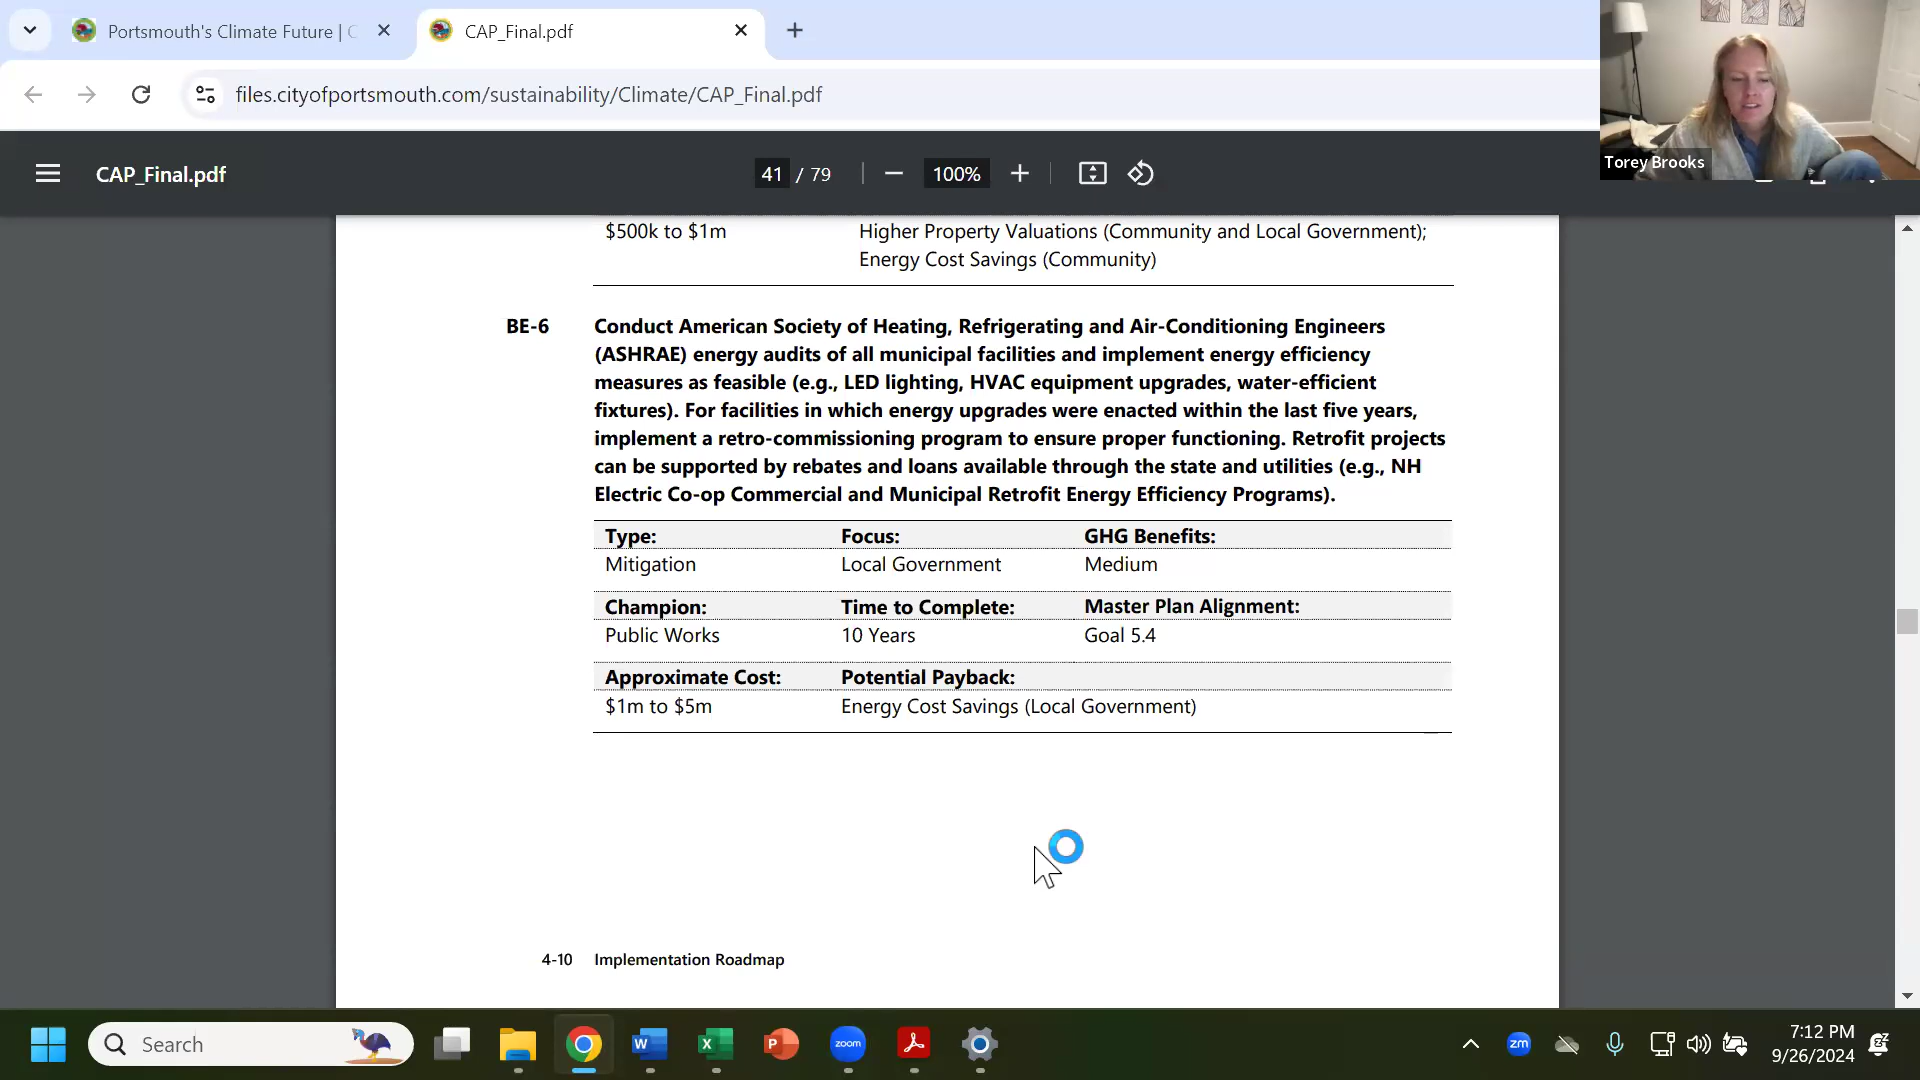 Portsmouth's Climate Future | C
CAP_Final.pdf
files.cityofportsmouth.com/sustainability/Climate/CAP_Final.pdf
Torey Brooks
CAP_Final.pdf
41 / 79
100%
$500k to $1m
Higher Property Valuations (Community and Local Government);
Energy Cost Savings (Community)
BE-6
Conduct American Society of Heating, Refrigerating and Air-Conditioning Engineers
(ASHRAE) energy audits of all municipal facilities and implement energy efficiency
measures as feasible (e.g., LED lighting, HVAC equipment upgrades, water-efficient
fixtures). For facilities in which energy upgrades were enacted within the last five years,
implement a retro-commissioning program to ensure proper functioning. Retrofit projects
can be supported by rebates and loans available through the state and utilities (e.g., NH
Electric Co-op Commercial and Municipal Retrofit Energy Efficiency Programs).
Type: Focus: GHG Benefits:
Mitigation Local Government Medium
Champion: Time to Complete: Master Plan Alignment:
Public Works 10 Years Goal 5.4
Approximate Cost: Potential Payback:
$1m to $5m Energy Cost Savings (Local Government)
4-10 Implementation Roadmap
Search
W
X
P
zoom
zm
7:12 PM
9/26/2024